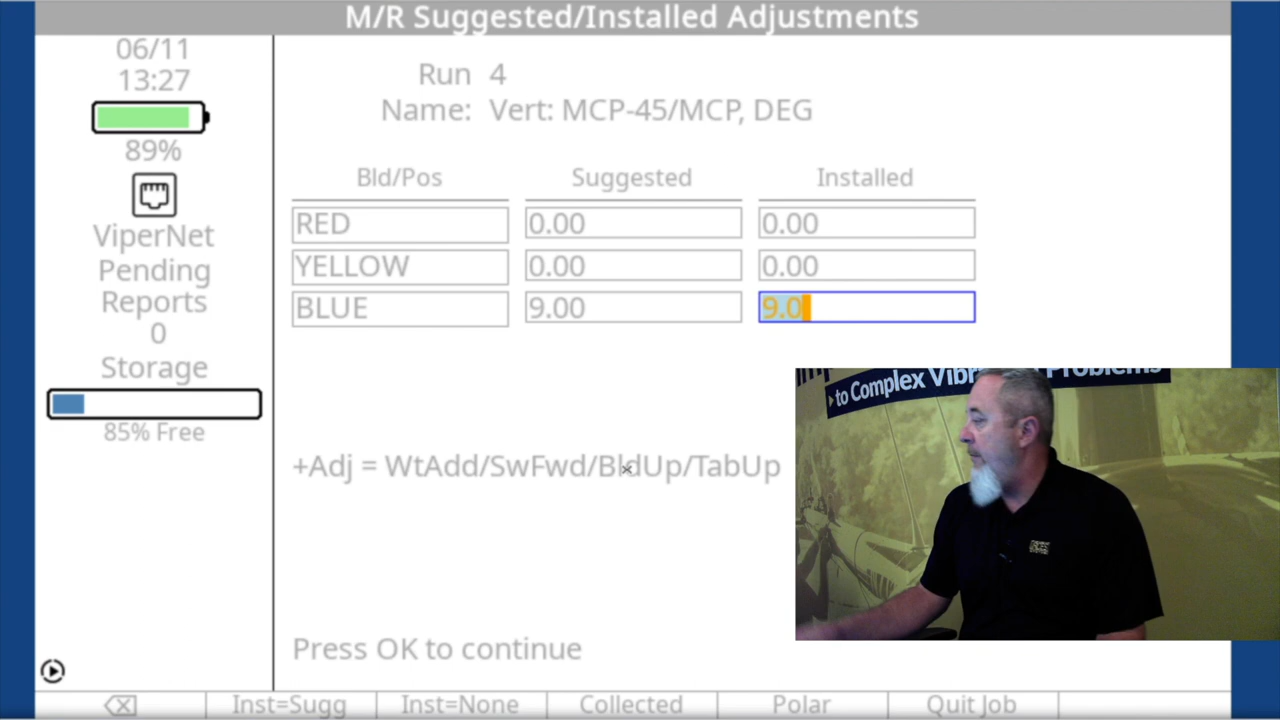 M/R Suggested/Installed Adjustments
06/11
13:27
89%
ViperNet
Pending
Reports
0
Storage
85% Free
Run 4
Name: Vert: MCP-45/MCP, DEG
Bld/Pos Suggested Installed
RED 0.00 0.00
YELLOW 0.00 0.00
BLUE 9.00 9.0
+Adj = WtAdd/SwFwd/BldUp/TabUp
to Complex
Problems
Press OK to continue
Inst=Sugg Inst=None Collected Polar Quit Job